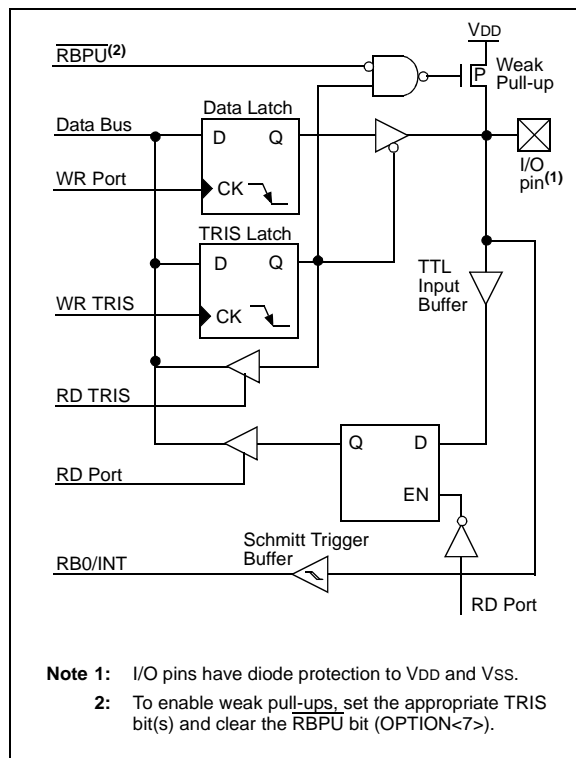 VDD
RBPU(2)
Weak
Pull-up
P
Data Latch
Data Bus
D Q
I/O
pin(1)
WR Port
CK
TRIS Latch
D Q
TTL
Input
Buffer
WR TRIS
CK
RD TRIS
Q D
RD Port
EN
Schmitt Trigger
Buffer
RB0/INT
RD Port
Note 1: I/O pins have diode protection to VDD and VSS.
2: To enable weak pull-ups, set the appropriate TRIS
bit(s) and clear the RBPU bit (OPTION<7>).